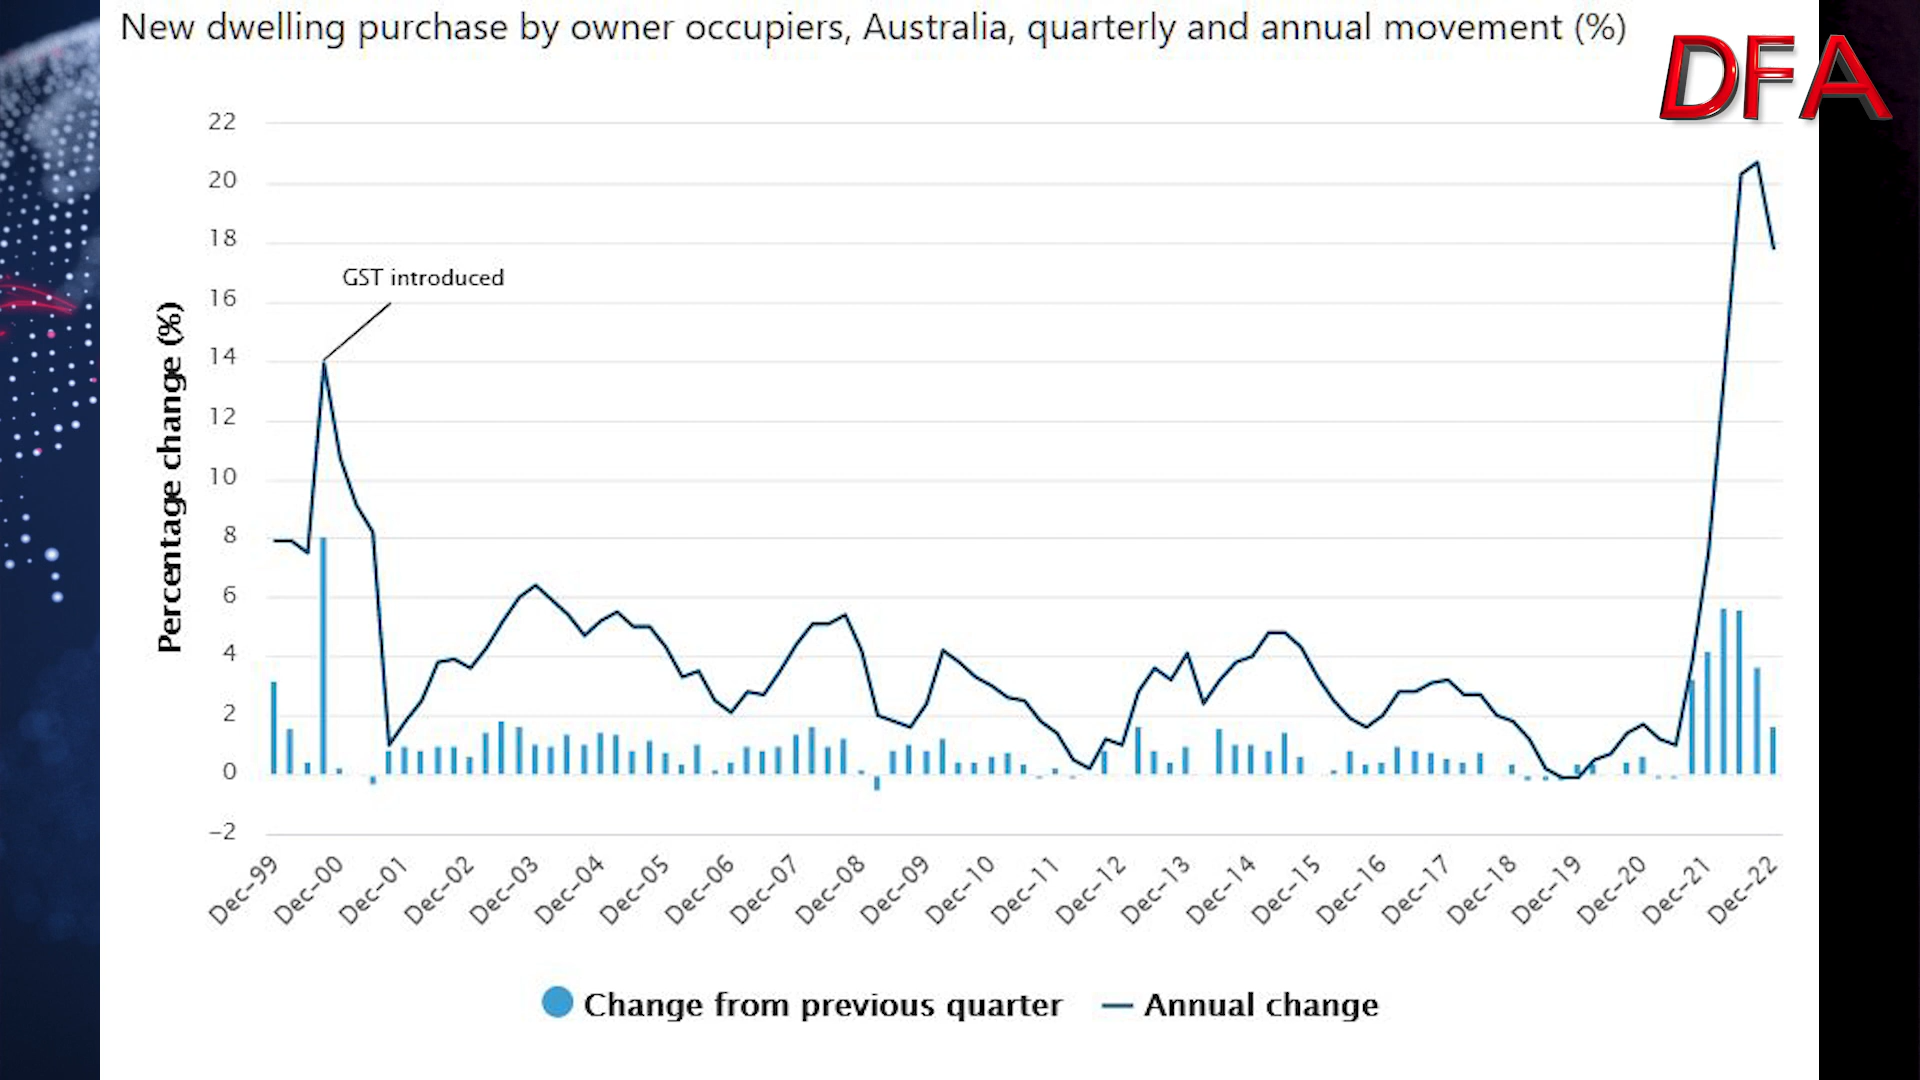 New dwelling purchase by owner occupiers, Australia, quarterly and annual movement (%)
DFA
22
20
18
GST introduced
16
14
12
10
8
6
4
2
0
-2
Percentage change (%)
Dec-99
Dec-00
Dec-01
Dec-02
Dec-03
Dec-04
Dec-05
Dec-06
Dec-07
Dec-08
Dec-09
Dec-10
Dec-11
Dec-12
Dec-13
Dec-14
Dec-15
Dec-16
Dec-17
Dec-18
Dec-19
Dec-20
Dec-21
Dec-22
Change from previous quarter
Annual change